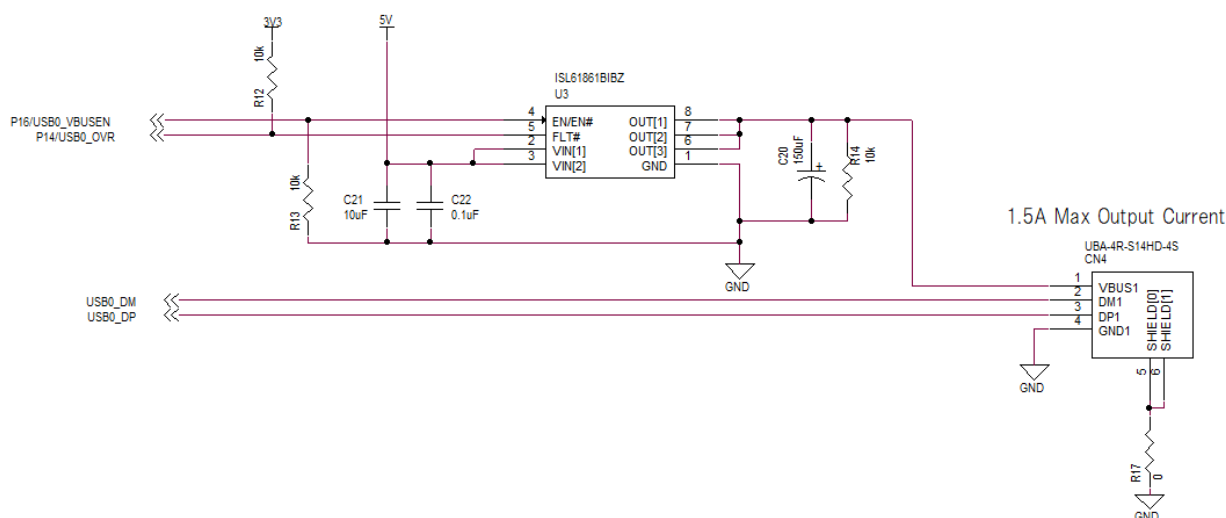 3V3
5V
10k
R12
ISL61861BIBZ
U3
P16/USB0_VBUSEN
P14/USB0_OVR
4
5
2
3
EN/EN#
FLT#
VIN[1]
VIN[2]
OUT[1]
OUT[2]
OUT[3]
GND
8
7
6
1
C20
150uF
+
R14
10k
10k
R13
C21
10uF
C22
0.1uF
GND
1.5A Max Output Current
UBA-4R-S14HD-4S
CN4
USB0_DM
USB0_DP
1
2
3
4
VBUS1
DM1
DP1
GND1
SHIELD[0]
SHIELD[1]
5
6
GND
R17
0
GND